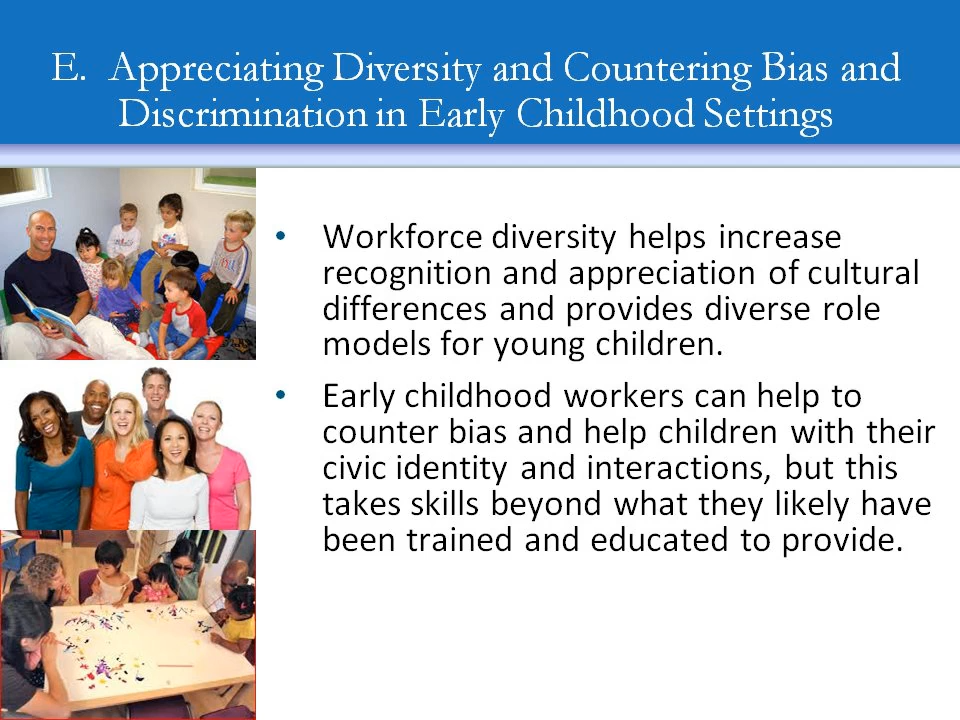 E. Appreciating Diversity and Countering Bias and
Discrimination in Early Childhood Settings
• Workforce diversity helps increase
recognition and appreciation of cultural
differences and provides diverse role
models for young children.
• Early childhood workers can help to
counter bias and help children with their
civic identity and interactions, but this
takes skills beyond what they likely have
been trained and educated to provide.